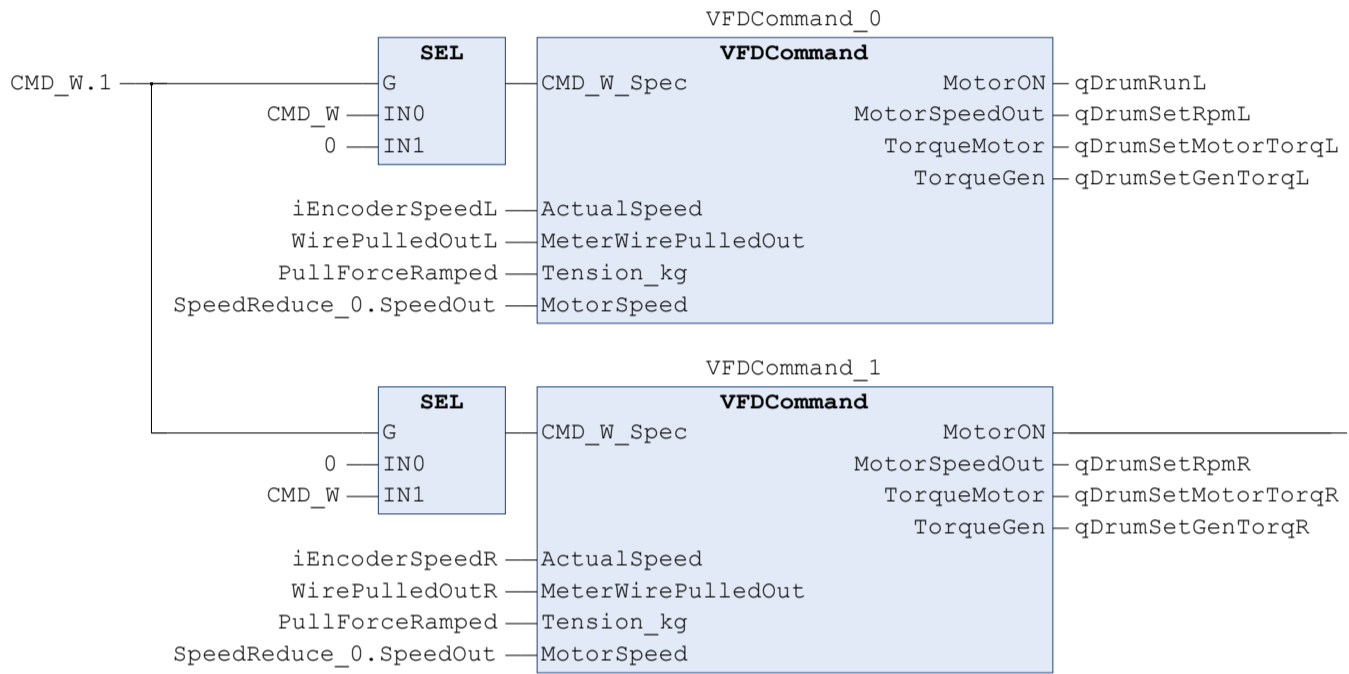 VFDCommand_0
SEL VFDCommand
CMD_W.1 G CMD_W_Spec MotorON qDrumRunL
CMD_W IN0 MotorSpeedOut qDrumSetRpmL
0 IN1 TorqueMotor qDrumSetMotorTorqL
TorqueGen qDrumSetGenTorqL
iEncoderSpeedL ActualSpeed
WirePulledOutL MeterWirePulledOut
PullForceRamped Tension_kg
SpeedReduce_0.SpeedOut MotorSpeed
VFDCommand_1
SEL VFDCommand
G CMD_W_Spec MotorON
0 IN0 MotorSpeedOut qDrumSetRpmR
CMD_W IN1 TorqueMotor qDrumSetMotorTorqR
TorqueGen qDrumSetGenTorqR
iEncoderSpeedR ActualSpeed
WirePulledOutR MeterWirePulledOut
PullForceRamped Tension_kg
SpeedReduce_0.SpeedOut MotorSpeed